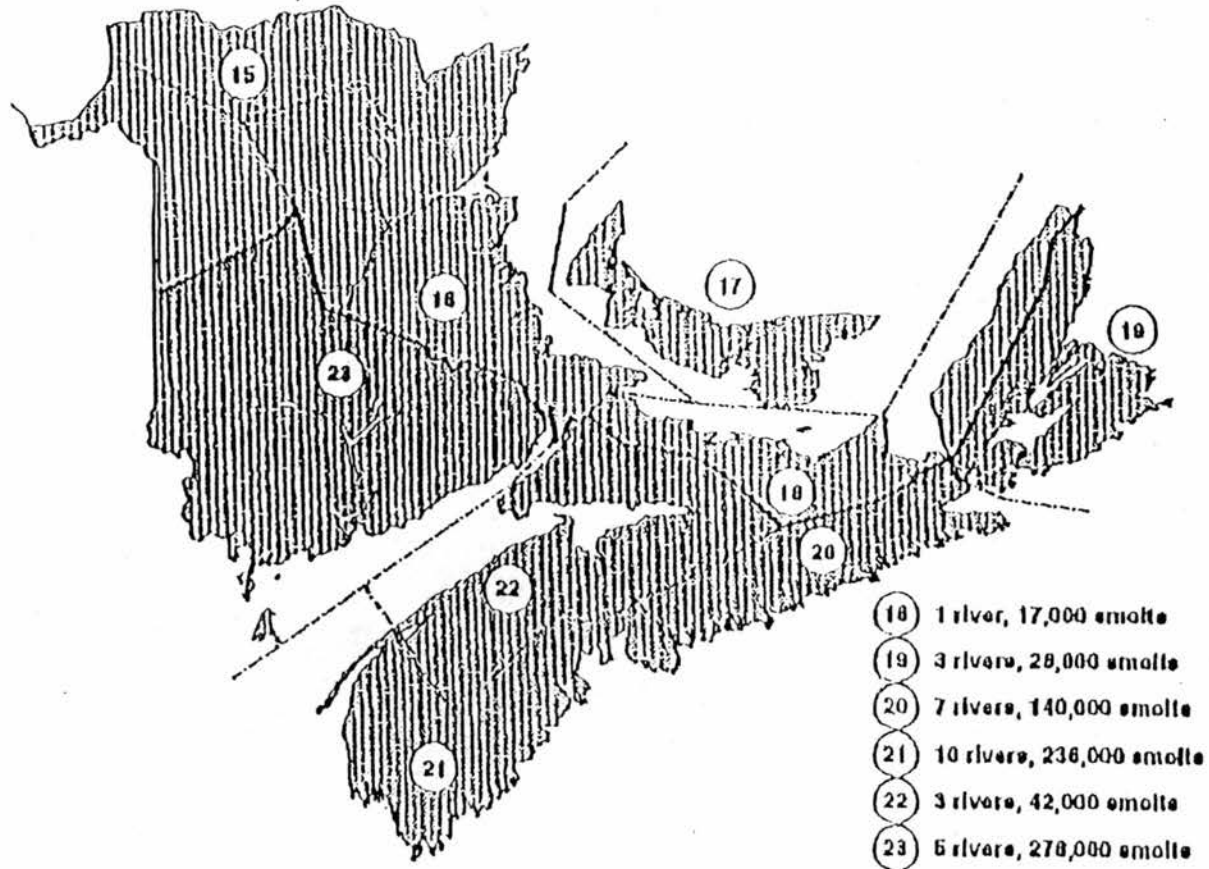 15
17
16
19
23
18
20
22
21
18 1 river, 17,000 smolts
19 3 rivers, 28,000 smolts
20 7 rivers, 140,000 smolts
21 10 rivers, 236,000 smolts
22 3 rivers, 42,000 smolts
23 rivers, 276,000 smolts